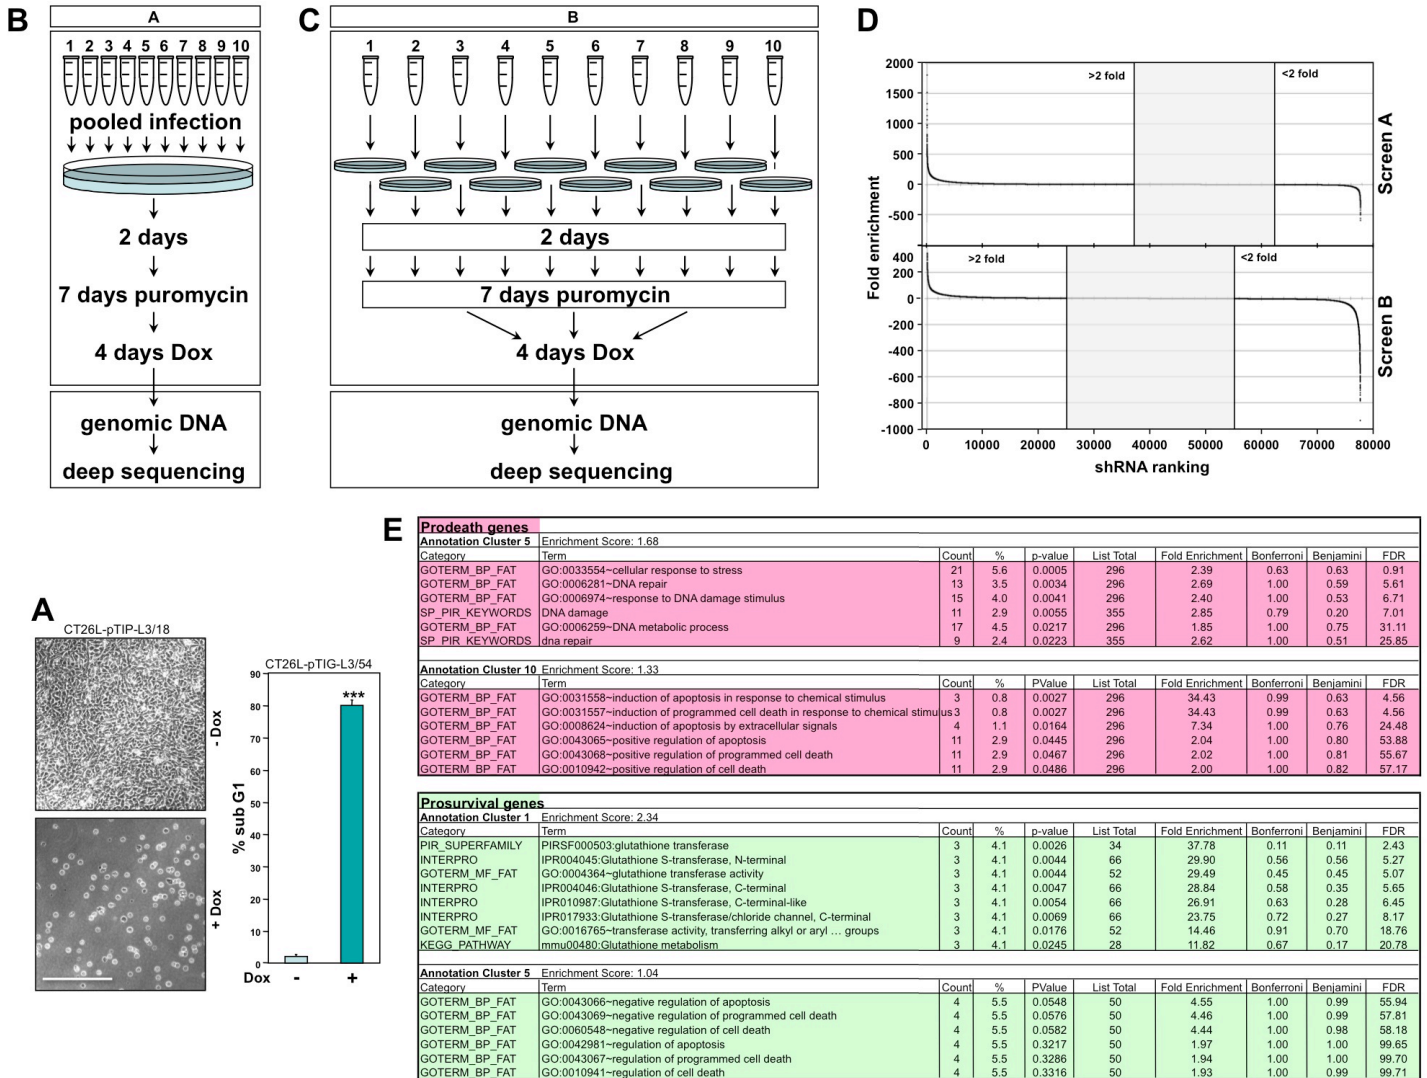 B
A
1 2 3 4 5 6 7 8 9 10
pooled infection
2 days
7 days puromycin
4 days Dox
genomic DNA
deep sequencing
C
B
1 2 3 4 5 6 7 8 9 10
2 days
7 days puromycin
4 days Dox
genomic DNA
deep sequencing
D
Fold enrichment
2000
1500
1000
500
0
-500
>2 fold
<2 fold
Screen A
400
200
0
-200
-400
-600
-800
-1000
>2 fold
<2 fold
Screen B
0 10000 20000 30000 40000 50000 60000 70000 80000
shRNA ranking
A
CT26L-pTIP-L3/18
- Dox
+ Dox
CT26L-pTIG-L3/54
% sub G1
90
80
70
60
50
40
30
20
10
0
***
Dox - +
E
Prodeath genes
Annotation Cluster 5 Enrichment Score: 1.68
Category Term Count % p-value List Total Fold Enrichment Bonferroni Benjamini FDR
GOTERM_BP_FAT GO:0033554~cellular response to stress 21 5.6 0.0005 296 2.39 0.63 0.63 0.91
GOTERM_BP_FAT GO:0006281~DNA repair 13 3.5 0.0034 296 2.69 1.00 0.59 5.61
GOTERM_BP_FAT GO:0006974~response to DNA damage stimulus 15 4.0 0.0041 296 2.40 1.00 0.53 6.71
SP_PIR_KEYWORDS DNA damage 11 2.9 0.0055 355 2.85 0.79 0.20 7.01
GOTERM_BP_FAT GO:0006259~DNA metabolic process 17 4.5 0.0217 296 1.85 1.00 0.75 31.11
SP_PIR_KEYWORDS dna repair 9 2.4 0.0223 355 2.62 1.00 0.51 25.85
Annotation Cluster 10 Enrichment Score: 1.33
Category Term Count % PValue List Total Fold Enrichment Bonferroni Benjamini FDR
GOTERM_BP_FAT GO:0031558~induction of apoptosis in response to chemical stimulus 3 0.8 0.0027 296 34.43 0.99 0.63 4.56
GOTERM_BP_FAT GO:0031557~induction of programmed cell death in response to chemical stimulus 3 0.8 0.0027 296 34.43 0.99 0.63 4.56
GOTERM_BP_FAT GO:0008624~induction of apoptosis by extracellular signals 4 1.1 0.0164 296 7.34 1.00 0.76 24.48
GOTERM_BP_FAT GO:0043065~positive regulation of apoptosis 11 2.9 0.0445 296 2.04 1.00 0.80 53.88
GOTERM_BP_FAT GO:0043068~positive regulation of programmed cell death 11 2.9 0.0467 296 2.02 1.00 0.81 55.67
GOTERM_BP_FAT GO:0010942~positive regulation of cell death 11 2.9 0.0486 296 2.00 1.00 0.82 57.17
Prosurvival genes
Annotation Cluster 1 Enrichment Score: 2.34
Category Term Count % p-value List Total Fold Enrichment Bonferroni Benjamini FDR
PIR_SUPERFAMILY PIRSF000503:glutathione transferase 3 4.1 0.0026 34 37.78 0.11 0.11 2.43
INTERPRO IPR004045:Glutathione S-transferase, N-terminal 3 4.1 0.0044 66 29.90 0.56 0.56 5.27
GOTERM_MF_FAT GO:0004364~glutathione transferase activity 3 4.1 0.0044 52 29.49 0.45 0.45 5.07
INTERPRO IPR004046:Glutathione S-transferase, C-terminal 3 4.1 0.0047 66 28.84 0.58 0.35 5.65
INTERPRO IPR010987:Glutathione S-transferase, C-terminal-like 3 4.1 0.0054 66 26.91 0.63 0.28 6.45
INTERPRO IPR017933:Glutathione S-transferase/chloride channel, C-terminal 3 4.1 0.0069 66 23.75 0.72 0.27 8.17
GOTERM_MF_FAT GO:0016765~transferase activity, transferring alkyl or aryl ... groups 3 4.1 0.0176 52 14.46 0.91 0.70 18.76
KEGG_PATHWAY mmu00480:Glutathione metabolism 3 4.1 0.0245 28 11.82 0.67 0.17 20.78
Annotation Cluster 5 Enrichment Score: 1.04
Category Term Count % PValue List Total Fold Enrichment Bonferroni Benjamini FDR
GOTERM_BP_FAT GO:0043066~negative regulation of apoptosis 4 5.5 0.0548 50 4.55 1.00 0.99 55.94
GOTERM_BP_FAT GO:0043069~negative regulation of programmed cell death 4 5.5 0.0576 50 4.46 1.00 0.99 57.81
GOTERM_BP_FAT GO:0060548~negative regulation of cell death 4 5.5 0.0582 50 4.44 1.00 0.98 58.18
GOTERM_BP_FAT GO:0042981~regulation of apoptosis 4 5.5 0.3217 50 1.97 1.00 1.00 99.65
GOTERM_BP_FAT GO:0043067~regulation of programmed cell death 4 5.5 0.3286 50 1.94 1.00 1.00 99.70
GOTERM_BP_FAT GO:0010941~regulation of cell death 4 5.5 0.3316 50 1.93 1.00 0.99 99.71